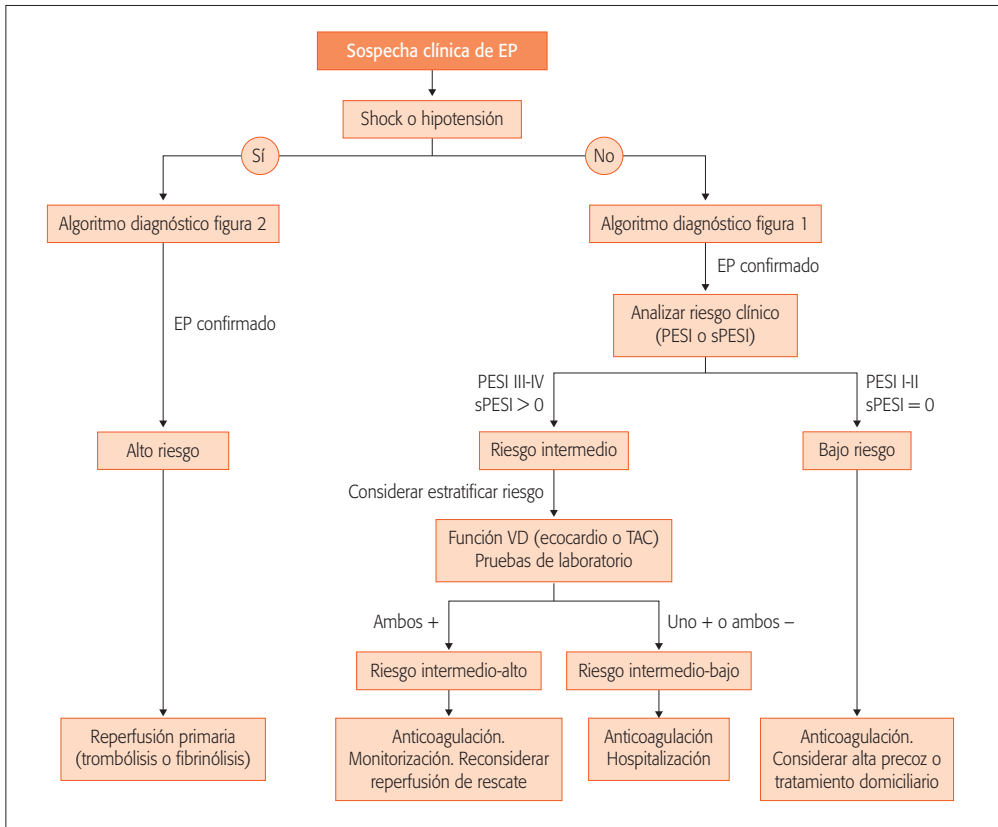 Sospecha clínica de EP
Shock o hipotensión
Sí
No
Algoritmo diagnóstico figura 2
Algoritmo diagnóstico figura 1
EP confirmado
EP confirmado
Analizar riesgo clínico
(PESI o sPESI)
PESI III-IV
sPESI > 0
PESI I-II
sPESI = 0
Alto riesgo
Riesgo intermedio
Bajo riesgo
Considerar estratificar riesgo
Función VD (ecocardio o TAC)
Pruebas de laboratorio
Ambos +
Uno + o ambos –
Riesgo intermedio-alto
Riesgo intermedio-bajo
Reperfusión primaria
(trombólisis o fibrinólisis)
Anticoagulación.
Monitorización. Reconsiderar
reperfusión de rescate
Anticoagulación
Hospitalización
Anticoagulación.
Considerar alta precoz o
tratamiento domiciliario